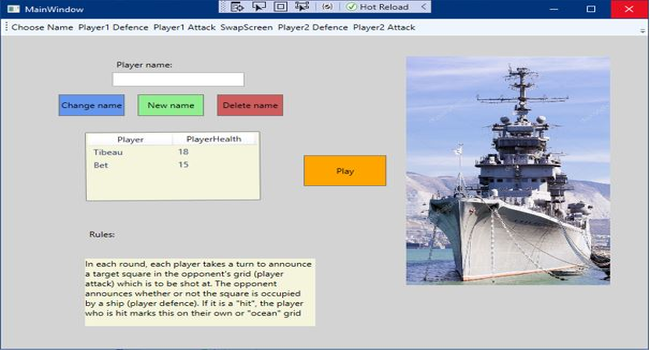 MainWindow
Hot Reload
Choose Name Player1 Defence Player1 Attack SwapScreen Player2 Defence Player2 Attack
Player name:
Change name New name Delete name
Player PlayerHealth
Tibeau 18
Bet 15
Play
Rules:
In each round, each player takes a turn to announce
a target square in the opponent's grid (player
attack) which is to be shot at. The opponent
announces whether or not the square is occupied
by a ship (player defence). If it is a "hit", the player
who is hit marks this on their own or "ocean" grid